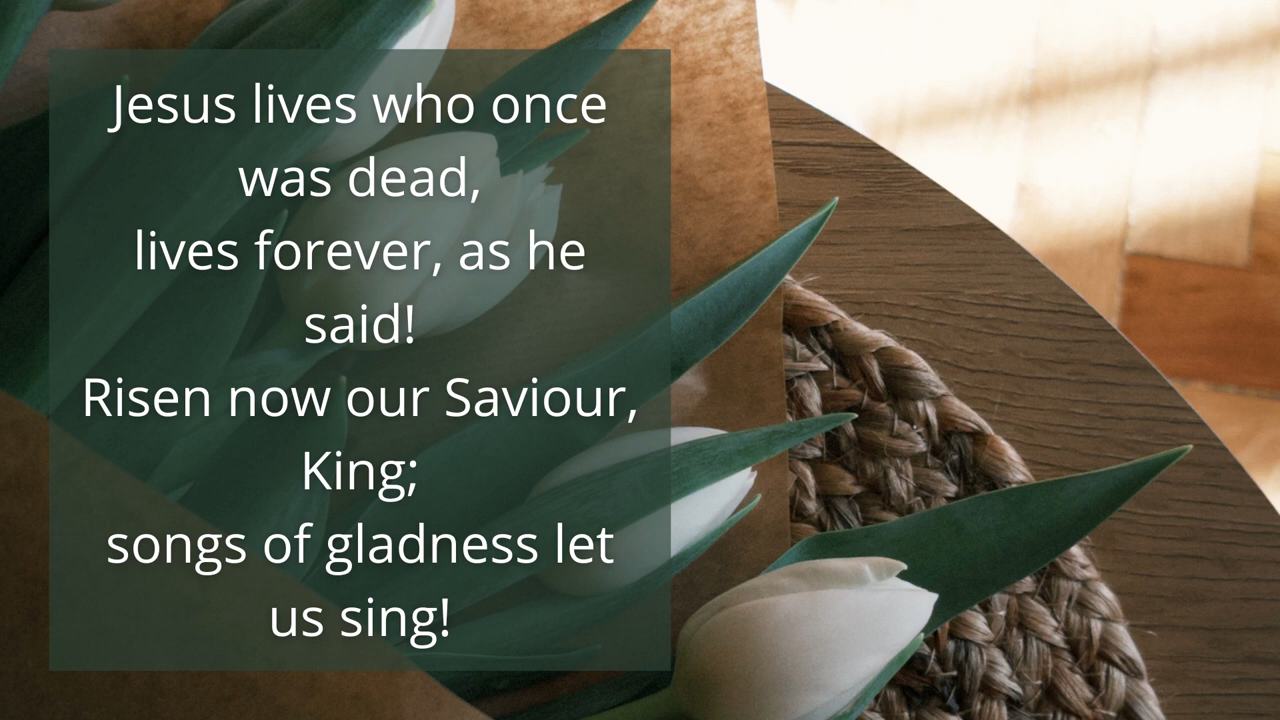 Jesus lives who once
was dead,
lives forever, as he
said!
Risen now our Saviour,
King;
songs of gladness let
us sing!